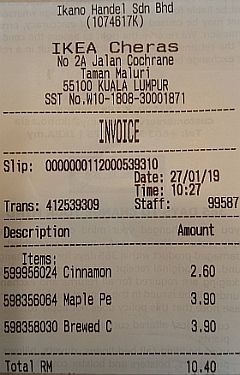 Ikano Handel Sdn Bhd
(1074617K)
IKEA Cheras
No 2A Jalan Cochrane
Taman Maluri
55100 KUALA LUMPUR
SST No.W10-1808-30001871
INVOICE
Slip: 0000000112000539310
Date: 27/01/19
Time: 10:27
Trans: 412539309 Staff: 99587
Description Amount
Items:
599956024 Cinnamon 2.60
598356064 Maple Pe 3.90
598358030 Brewed C 3.90
Total RM 10.40